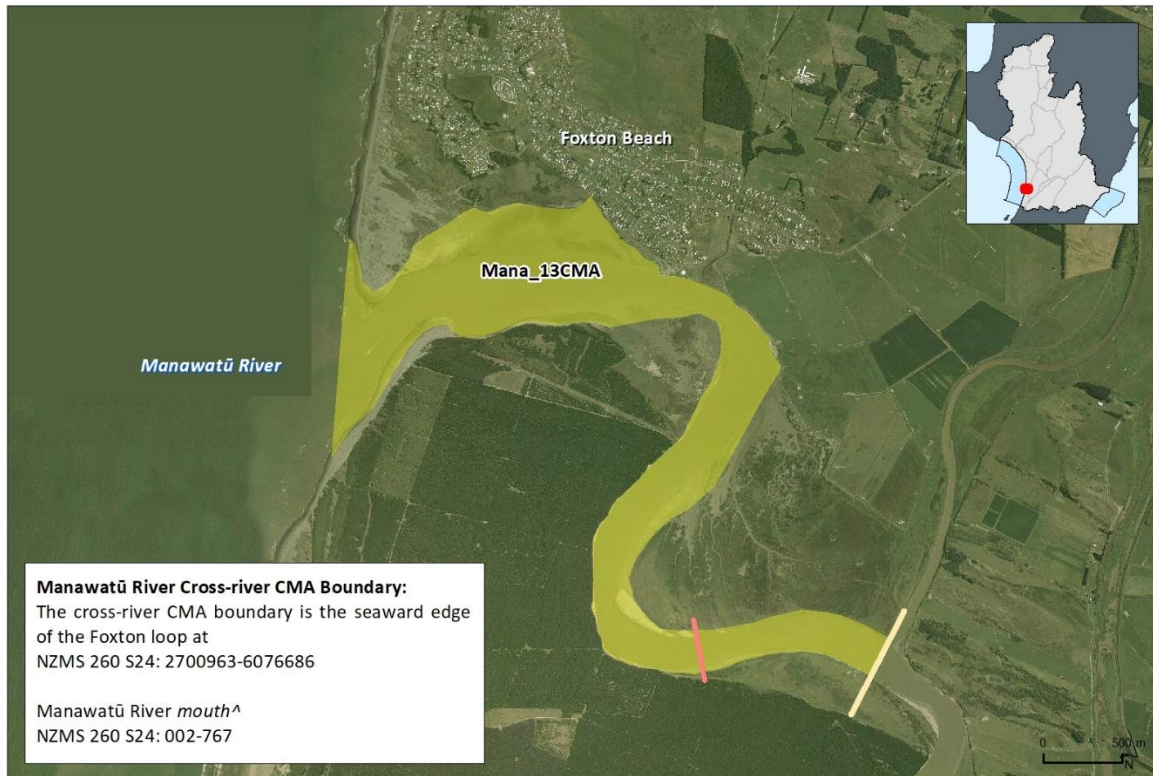 Foxton Beach
Mana_13CMA
Manawatū River
Manawatū River Cross-river CMA Boundary:
The cross-river CMA boundary is the seaward edge
of the Foxton loop at
NZMS 260 S24: 2700963-6076686
Manawatū River mouth^
NZMS 260 S24: 002-767
0 500 m
N